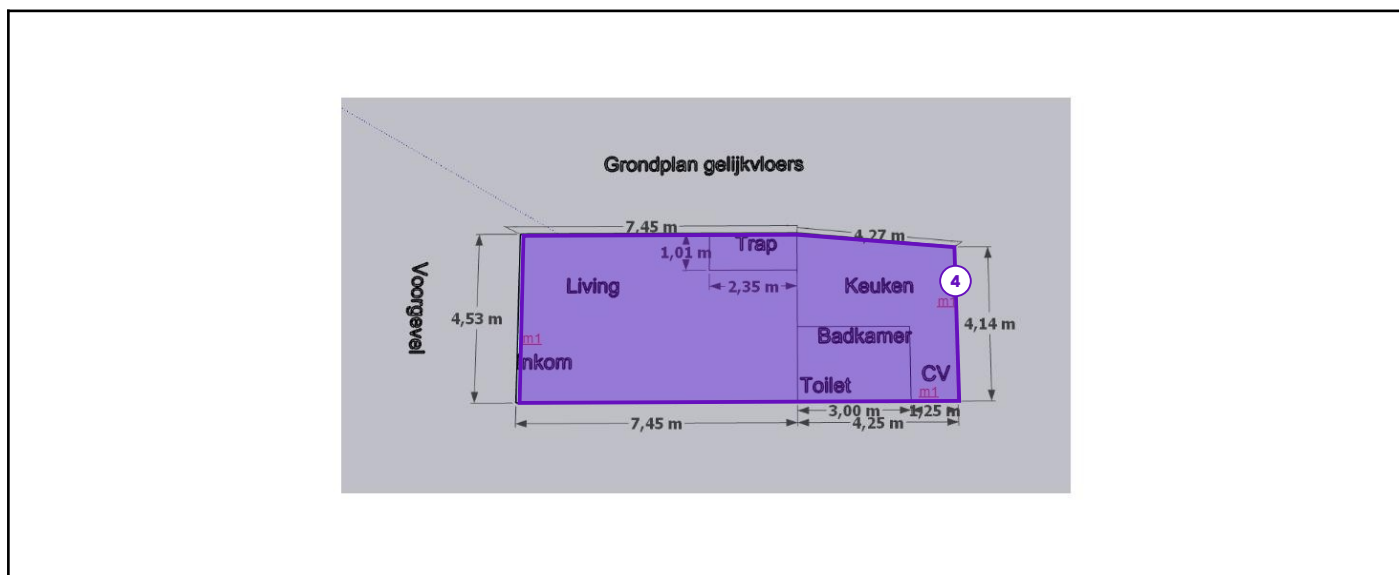 Grondplan gelijkvloers
7,45 m
4,27 m
Trap
1,01 m
Living
2,35 m
Keuken
4
m1
Voorgevel
4,53 m
4,14 m
m1
Badkamer
Inkom
CV
Toilet
m1
3,00 m
1,25 m
7,45 m
4,25 m